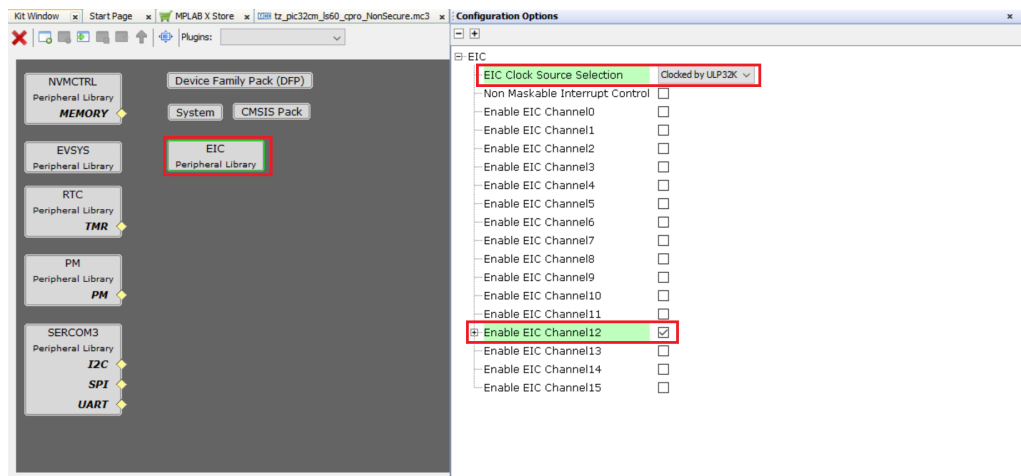 Kit Window x Start Page x MPLAB X Store x tz_pic32cm_ls60_cpro_NonSecure.mc3 x
Plugins:
NVMCTRL
Peripheral Library
MEMORY
Device Family Pack (DFP)
System CMSIS Pack
EVSYS
Peripheral Library
EIC
Peripheral Library
RTC
Peripheral Library
TMR
PM
Peripheral Library
PM
SERCOM3
Peripheral Library
I2C
SPI
UART
Configuration Options x
EIC
EIC Clock Source Selection Clocked by ULP32K
Non Maskable Interrupt Control
Enable EIC Channel0
Enable EIC Channel1
Enable EIC Channel2
Enable EIC Channel3
Enable EIC Channel4
Enable EIC Channel5
Enable EIC Channel6
Enable EIC Channel7
Enable EIC Channel8
Enable EIC Channel9
Enable EIC Channel10
Enable EIC Channel11
Enable EIC Channel12
Enable EIC Channel13
Enable EIC Channel14
Enable EIC Channel15